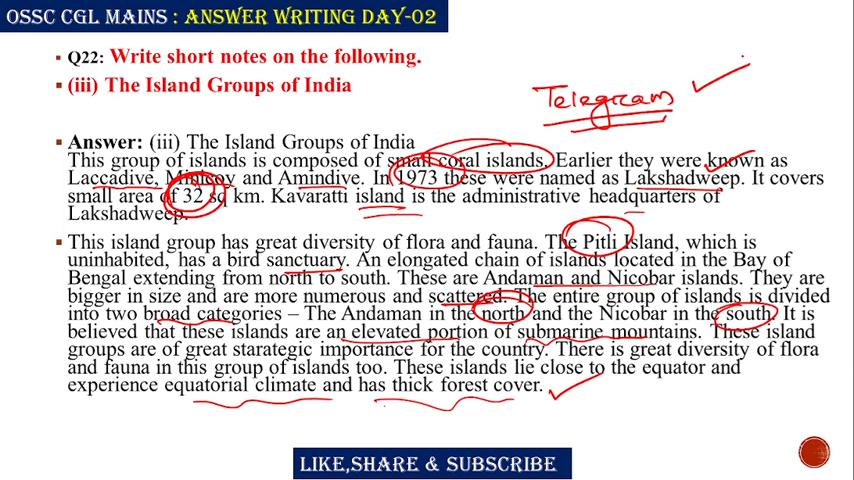 OSSC CGL MAINS : ANSWER WRITING DAY-02
Q22: Write short notes on the following.
(iii) The Island Groups of India
Telegram
Answer: (iii) The Island Groups of India
This group of islands is composed of small coral islands. Earlier they were known as
Laccadive, Minicoy and Amindive. In 1973 these were named as Lakshadweep. It covers
small area of 32 sq km. Kavaratti island is the administrative headquarters of
Lakshadweep.
This island group has great diversity of flora and fauna. The Pitli Island, which is
uninhabited, has a bird sanctuary. An elongated chain of islands located in the Bay of
Bengal extending from north to south. These are Andaman and Nicobar islands. They are
bigger in size and are more numerous and scattered. The entire group of islands is divided
into two broad categories – The Andaman in the north and the Nicobar in the south. It is
believed that these islands are an elevated portion of submarine mountains. These island
groups are of great starategic importance for the country. There is great diversity of flora
and fauna in this group of islands too. These islands lie close to the equator and
experience equatorial climate and has thick forest cover.
LIKE,SHARE & SUBSCRIBE